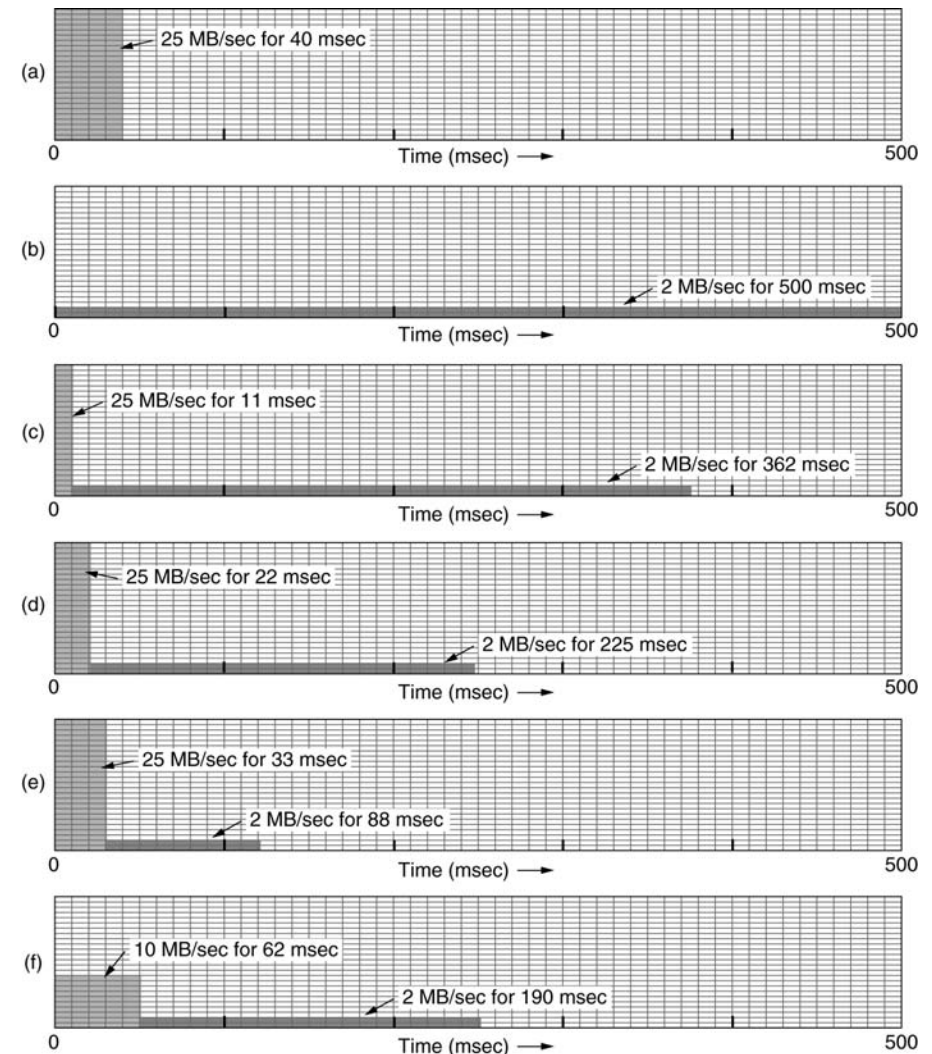 25 MB/sec for 40 msec
(a)
0 Time (msec) 500
(b)
2 MB/sec for 500 msec
0 Time (msec) 500
25 MB/sec for 11 msec
(c)
2 MB/sec for 362 msec
0 Time (msec) 500
25 MB/sec for 22 msec
(d)
2 MB/sec for 225 msec
0 Time (msec) 500
25 MB/sec for 33 msec
(e)
2 MB/sec for 88 msec
0 Time (msec) 500
10 MB/sec for 62 msec
(f)
2 MB/sec for 190 msec
0 Time (msec) 500